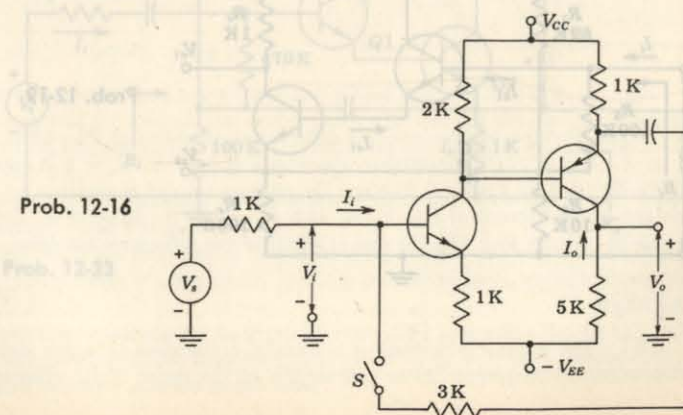 V_CC
1K
2K
Prob. 12-16
1K
I_i
+
+
+
V_s
V_i
I_o
V_o
-
-
-
1K
5K
S
-V_EE
3K